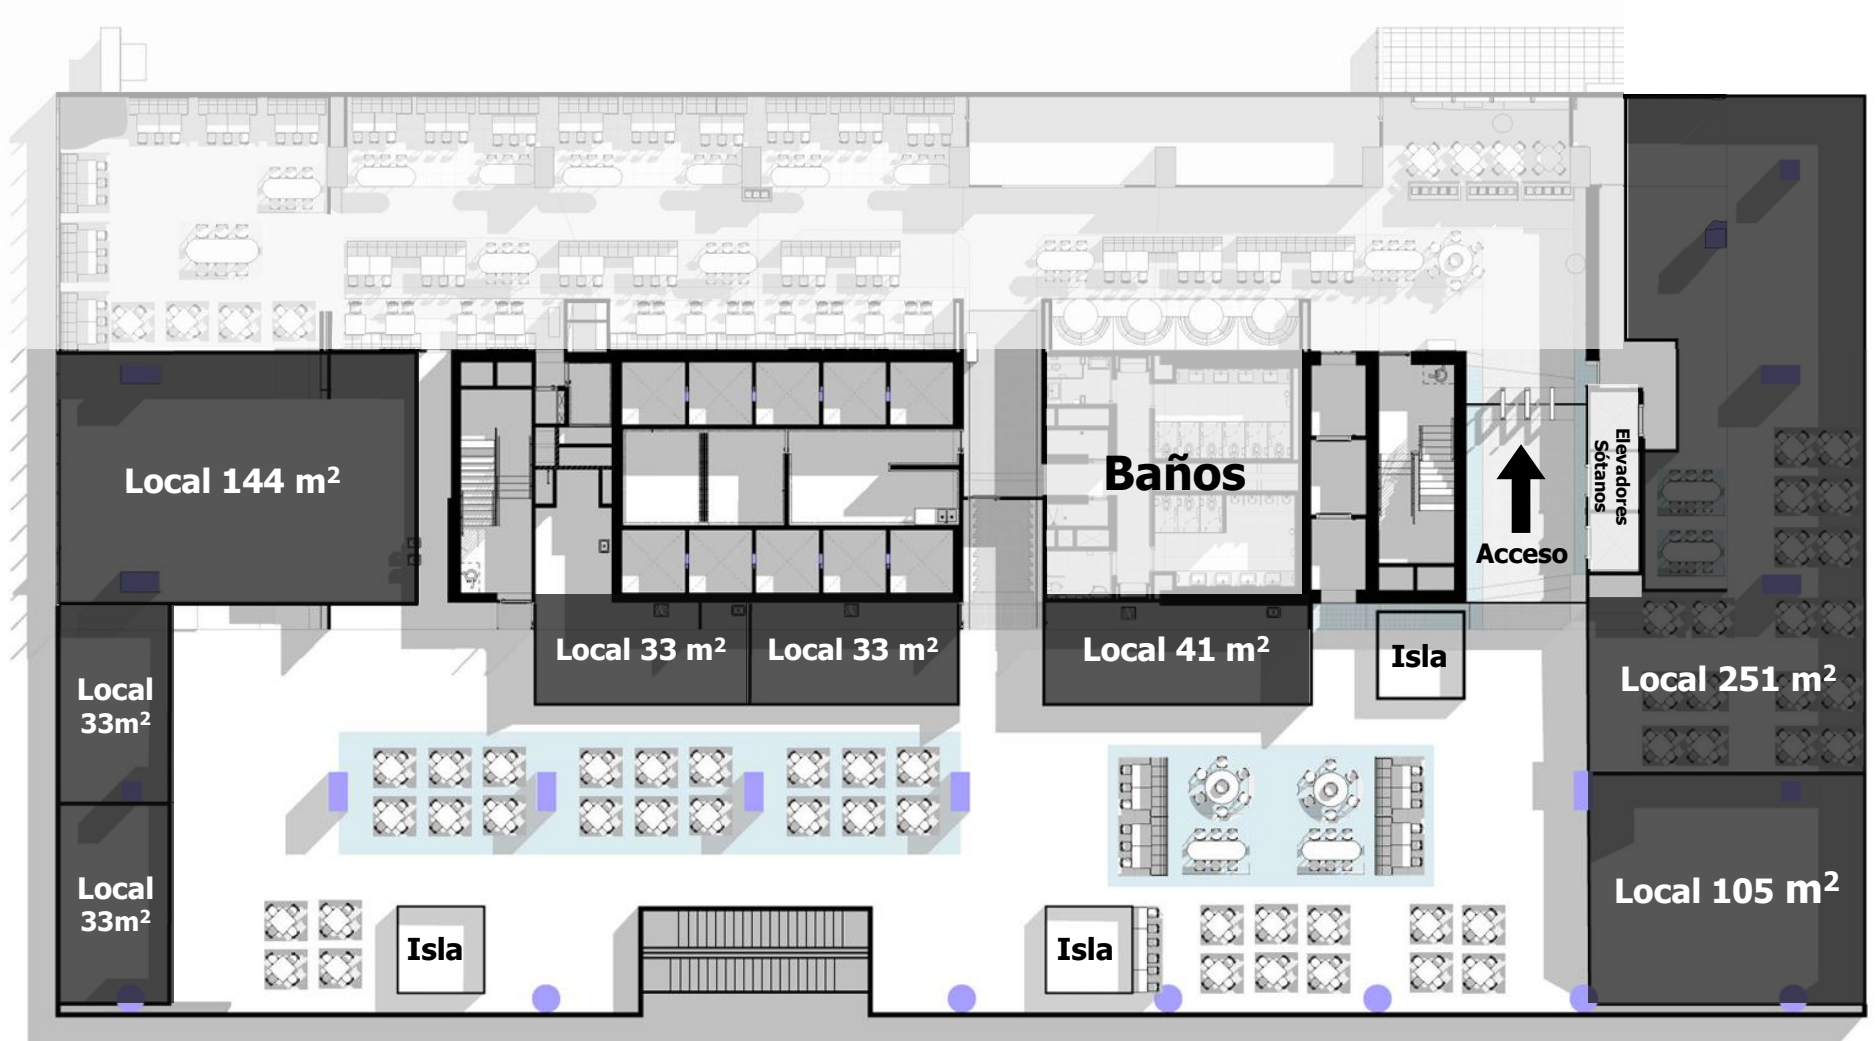 Local 144 m²
Baños
Elevadores
Sótanos
Acceso
Local 33 m²
Local 33 m²
Local 41 m²
Isla
Local 251 m²
Local
33m²
Local
33m²
Local 105 m²
Isla
Isla